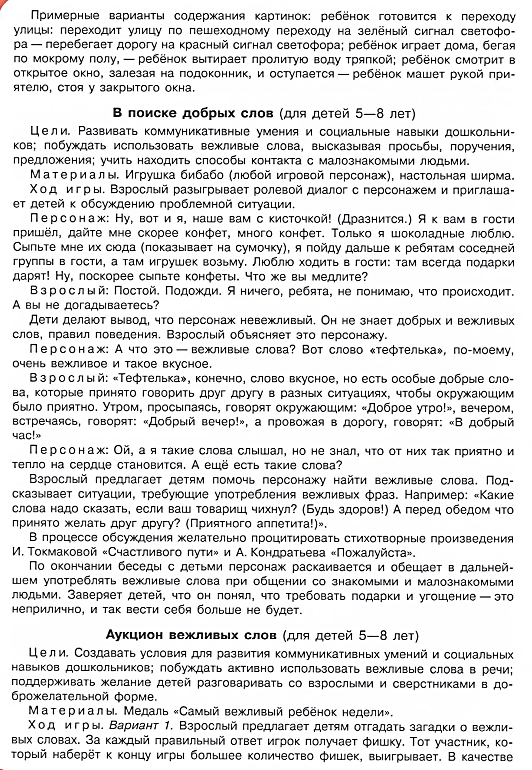 Примерные варианты содержания картинок: ребёнок готовится к переходу
улицы: переходит улицу по пешеходному переходу на зелёный сигнал светофо-
ра — перебегает дорогу на красный сигнал светофора; ребёнок играет дома, бегая
по мокрому полу, — ребёнок вытирает пролитую воду тряпкой; ребёнок смотрит в
открытое окно, залезая на подоконник, и оступается — ребёнок машет рукой при-
ятелю, стоя у закрытого окна.
В поиске добрых слов (для детей 5—8 лет)
Цели. Развивать коммуникативные умения и социальные навыки дошкольни-
ков; побуждать использовать вежливые слова, высказывая просьбы, поручения,
предложения; учить находить способы контакта с малознакомыми людьми.
Материалы. Игрушка бибабо (любой игровой персонаж), настольная ширма.
Ход игры. Взрослый разыгрывает ролевой диалог с персонажем и приглаша-
ет детей к обсуждению проблемной ситуации.
Персонаж: Ну, вот и я, наше вам с кисточкой! (Дразнится.) Я к вам в гости
пришёл, дайте мне скорее конфет, много конфет. Только я шоколадные люблю.
Сыпьте мне их сюда (показывает на сумочку), я пойду дальше к ребятам соседней
группы в гости, а там игрушек возьму. Люблю ходить в гости: там всегда подарки
дарят! Ну, поскорее сыпьте конфеты. Что же вы медлите?
Взрослый: Постой. Подожди. Я ничего, ребята, не понимаю, что происходит.
А вы не догадываетесь?
Дети делают вывод, что персонаж невежливый. Он не знает добрых и вежливых
слов, правил поведения. Взрослый объясняет это персонажу.
Персонаж: А что это — вежливые слова? Вот слово «тефтелька», по-моему,
очень вежливое и такое вкусное.
Взрослый: «Тефтелька», конечно, слово вкусное, но есть особые добрые сло-
ва, которые принято говорить друг другу в разных ситуациях, чтобы окружающим
было приятно. Утром, просыпаясь, говорят окружающим: «Доброе утро!», вечером,
встречаясь, говорят: «Добрый вечер!», а провожая в дорогу, говорят: «В добрый
час!»
Персонаж: Ой, а я такие слова слышал, но не знал, что от них так приятно и
тепло на сердце становится. А ещё есть такие слова?
Взрослый предлагает детям помочь персонажу найти вежливые слова. Под-
сказывает ситуации, требующие употребления вежливых фраз. Например: «Какие
слова надо сказать, если ваш товарищ чихнул? (Будь здоров!) А перед обедом что
принято желать друг другу? (Приятного аппетита!)».
В процессе обсуждения желательно процитировать стихотворные произведения
И. Токмаковой «Счастливого пути» и А. Кондратьева «Пожалуйста».
По окончании беседы с детьми персонаж раскаивается и обещает в дальней-
шем употреблять вежливые слова при общении со знакомыми и малознакомыми
людьми. Заверяет детей, что он понял, что требовать подарки и угощение — это
неприлично, и так вести себя больше не будет.
Аукцион вежливых слов (для детей 5—8 лет)
Цели. Создавать условия для развития коммуникативных умений и социальных
навыков дошкольников; побуждать активно использовать вежливые слова в речи;
поддерживать желание детей разговаривать со взрослыми и сверстниками в до-
брожелательной форме.
Материалы. Медаль «Самый вежливый ребёнок недели».
Ход игры. Вариант 1. Взрослый предлагает детям отгадать загадки о вежли-
вых словах. За каждый правильный ответ игрок получает фишку. Тот участник, ко-
торый наберёт к концу игры большее количество фишек, выигрывает. В качестве